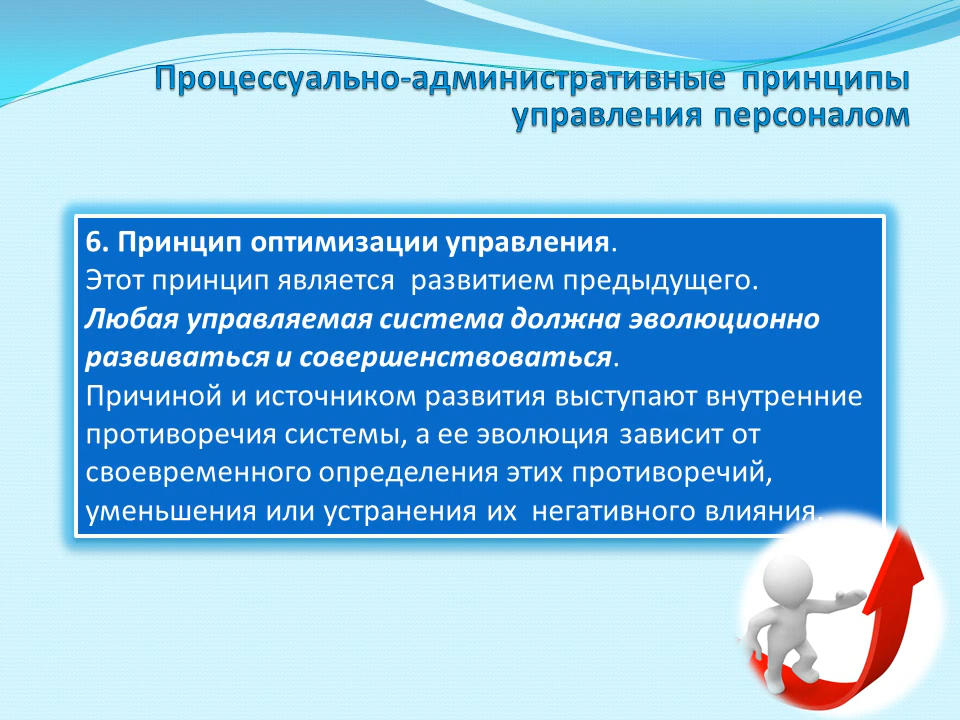 Процессуально-административные принципы
управления персоналом
6. Принцип оптимизации управления.
Этот принцип является развитием предыдущего.
Любая управляемая система должна эволюционно
развиваться и совершенствоваться.
Причиной и источником развития выступают внутренние
противоречия системы, а ее эволюция зависит от
своевременного определения этих противоречий,
уменьшения или устранения их негативного влияния.